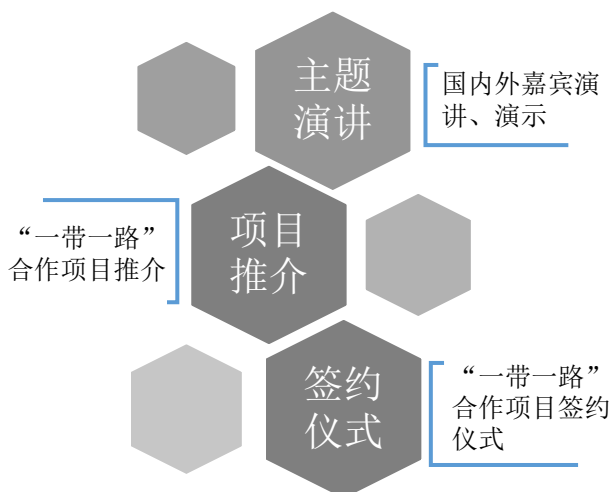 主题
演讲
国内外嘉宾演
讲、演示
“一带一路”
合作项目推介
项目
推介
签约
仪式
“一带一路”
合作项目签约
仪式